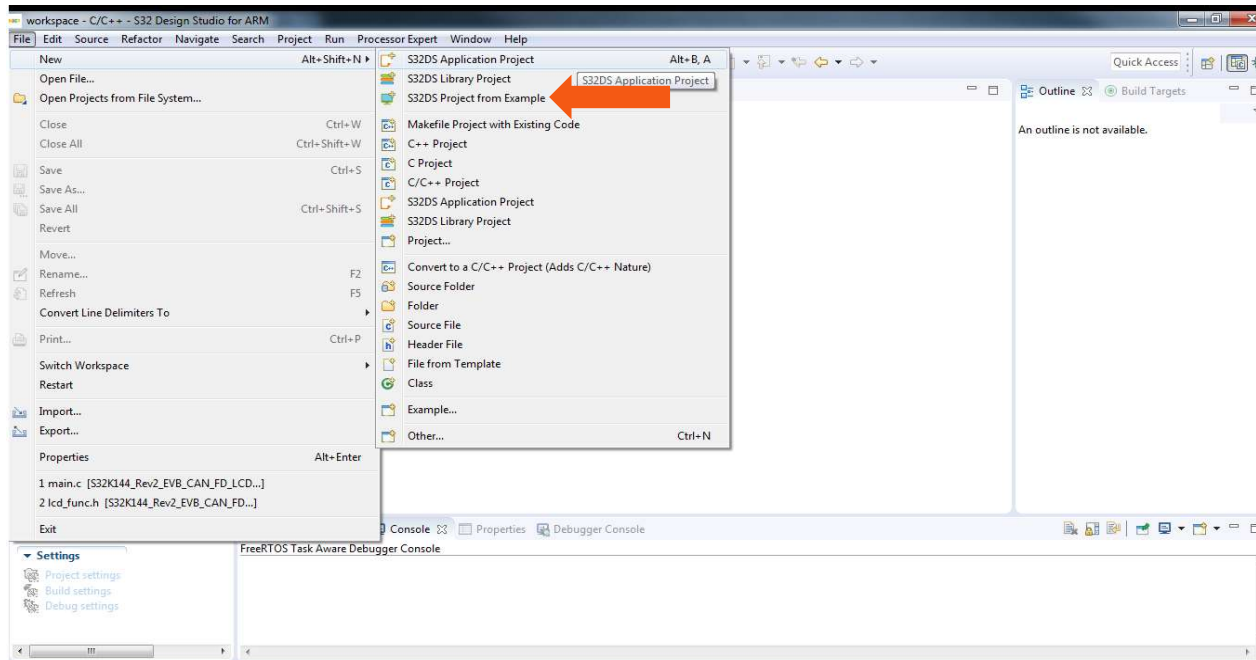 workspace - C/C++ - S32 Design Studio for ARM
File Edit Source Refactor Navigate Search Project Run Processor Expert Window Help
New Alt+Shift+N
Open File...
Open Projects from File System...
Close Ctrl+W
Close All Ctrl+Shift+W
Save Ctrl+S
Save As...
Save All Ctrl+Shift+S
Revert
Move...
Rename... F2
Refresh F5
Convert Line Delimiters To
Print... Ctrl+P
Switch Workspace
Restart
Import...
Export...
Properties Alt+Enter
1 main.c [S32K144_Rev2_EVB_CAN_FD_LCD...]
2 lcd_func.h [S32K144_Rev2_EVB_CAN_FD...]
Exit
S32DS Application Project Alt+B, A
S32DS Library Project
S32DS Application Project
S32DS Project from Example
Makefile Project with Existing Code
C++ Project
C Project
C/C++ Project
S32DS Application Project
S32DS Library Project
Project...
Convert to a C/C++ Project (Adds C/C++ Nature)
Source Folder
Folder
Source File
Header File
File from Template
Class
Example...
Other... Ctrl+N
Quick Access
Outline Build Targets
An outline is not available.
Console Properties Debugger Console
FreeRTOS Task Aware Debugger Console
Settings
Project settings
Build settings
Debug settings